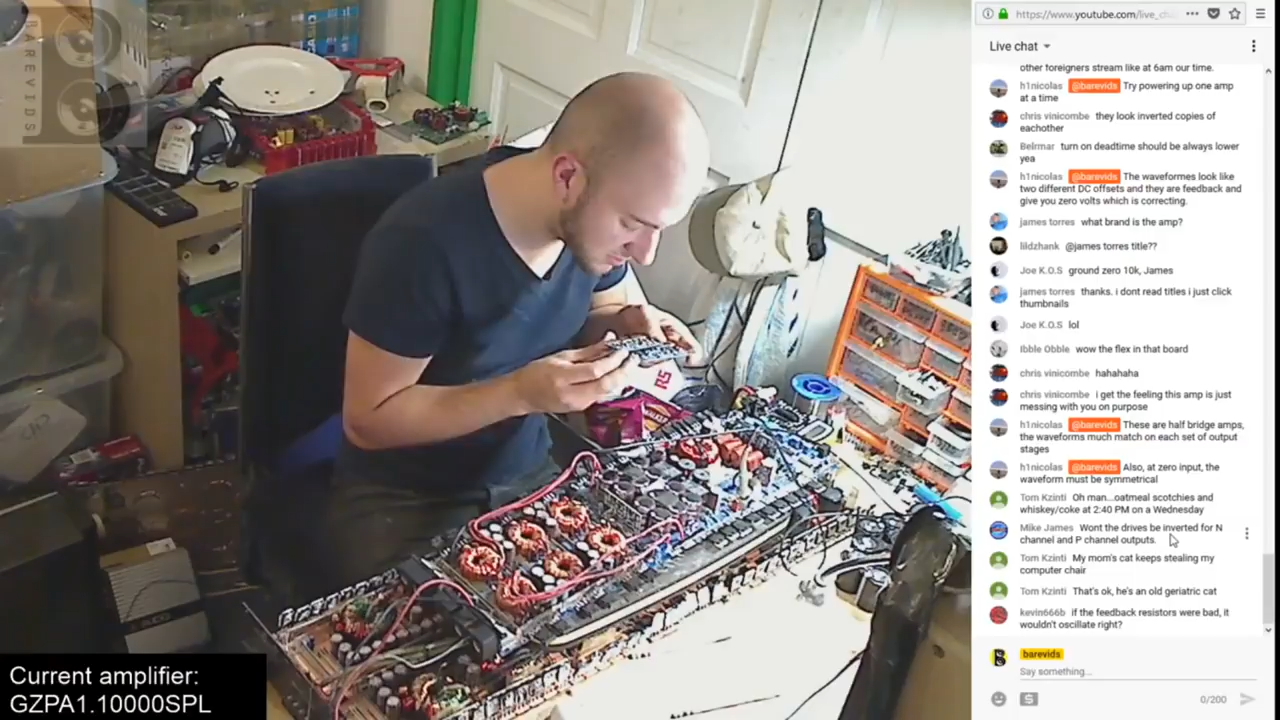 BAREVIDS
https://www.youtube.com/live_ch
Live chat
other foreigners stream like at 6am our time.
h1nicolas @barevids Try powering up one amp
at a time
chris vinicombe they look inverted copies of
eachother
Belrmar turn on deadtime should be always lower
yea
h1nicolas @barevids The waveformes look like
two different DC offsets and they are feedback and
give you zero volts which is correcting.
james torres what brand is the amp?
lildzhank @james torres title??
Joe K.O.S ground zero 10k, James
james torres thanks. i dont read titles i just click
thumbnails
Joe K.O.S lol
Ibble Obble wow the flex in that board
chris vinicombe hahahaha
chris vinicombe i get the feeling this amp is just
messing with you on purpose
h1nicolas @barevids These are half bridge amps,
the waveforms much match on each set of output
stages
h1nicolas @barevids Also, at zero input, the
waveform must be symmetrical
Tom Kzinti Oh man...oatmeal scotchies and
whiskey/coke at 2:40 PM on a Wednesday
Mike James Wont the drives be inverted for N
channel and P channel outputs.
Tom Kzinti My mom's cat keeps stealing my
computer chair
Tom Kzinti That's ok, he's an old geriatric cat
kevin666b if the feedback resistors were bad, it
wouldn't oscillate right?
barevids
Say something...
0/200
RS
Current amplifier:
GZPA1.10000SPL